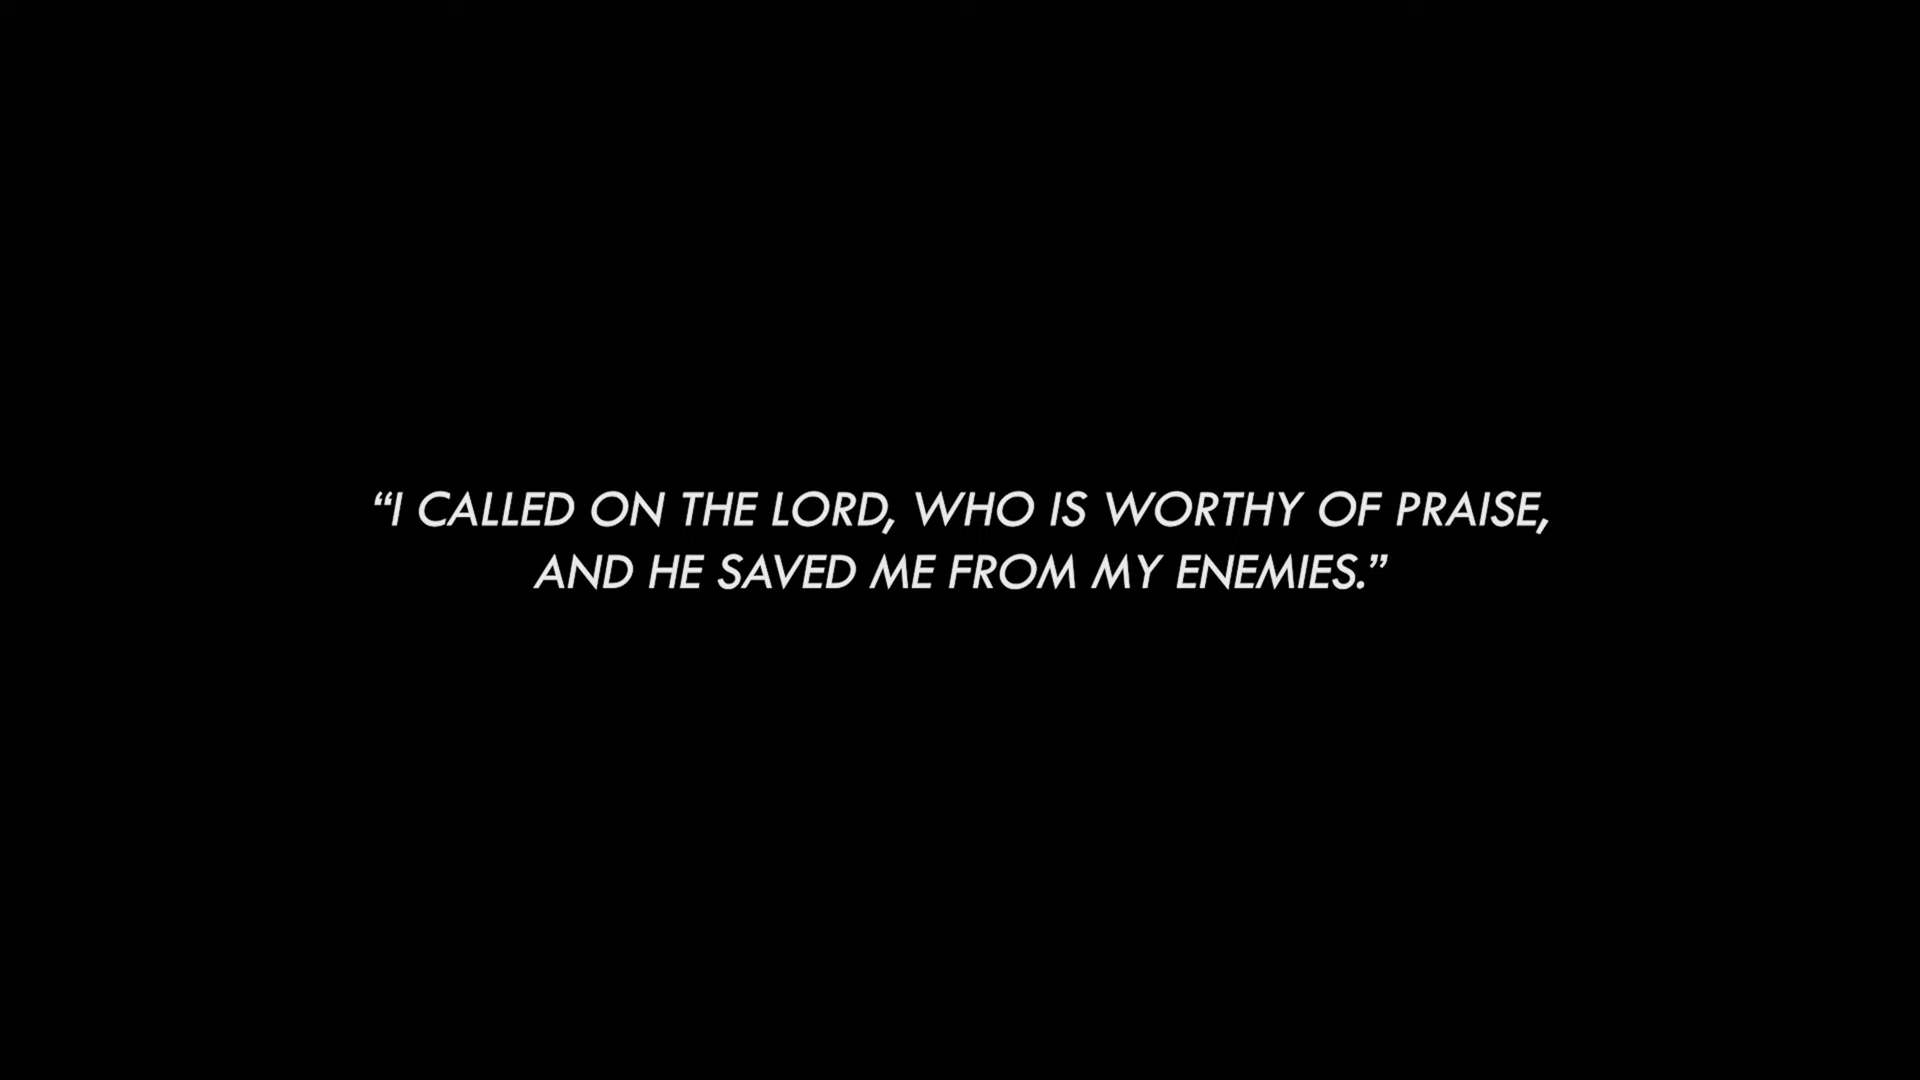 “I CALLED ON THE LORD, WHO IS WORTHY OF PRAISE,
AND HE SAVED ME FROM MY ENEMIES.”